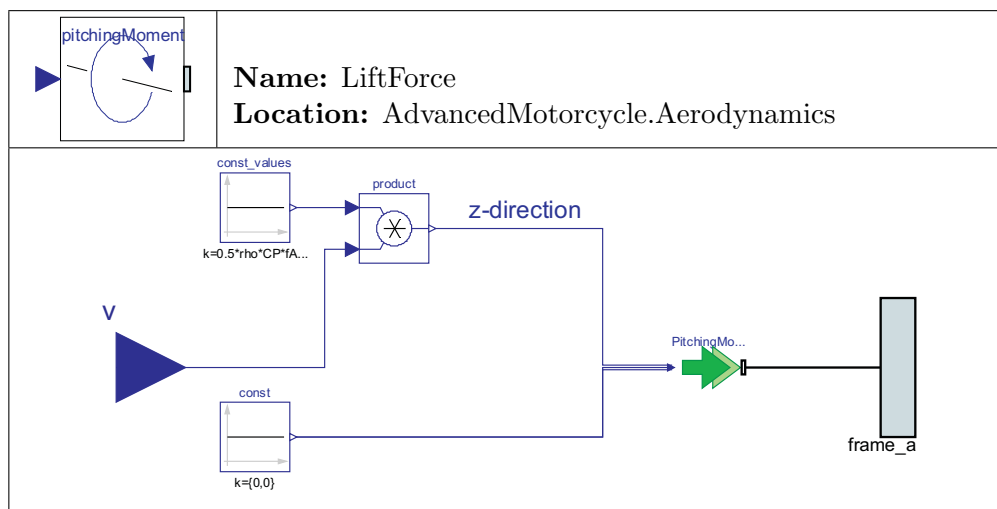 pitchingMoment
Name: LiftForce
Location: AdvancedMotorcycle.Aerodynamics
const_values
product
z-direction
k=0.5*rho*CP*fA...
v
PitchingMo...
const
frame_a
k={0,0}